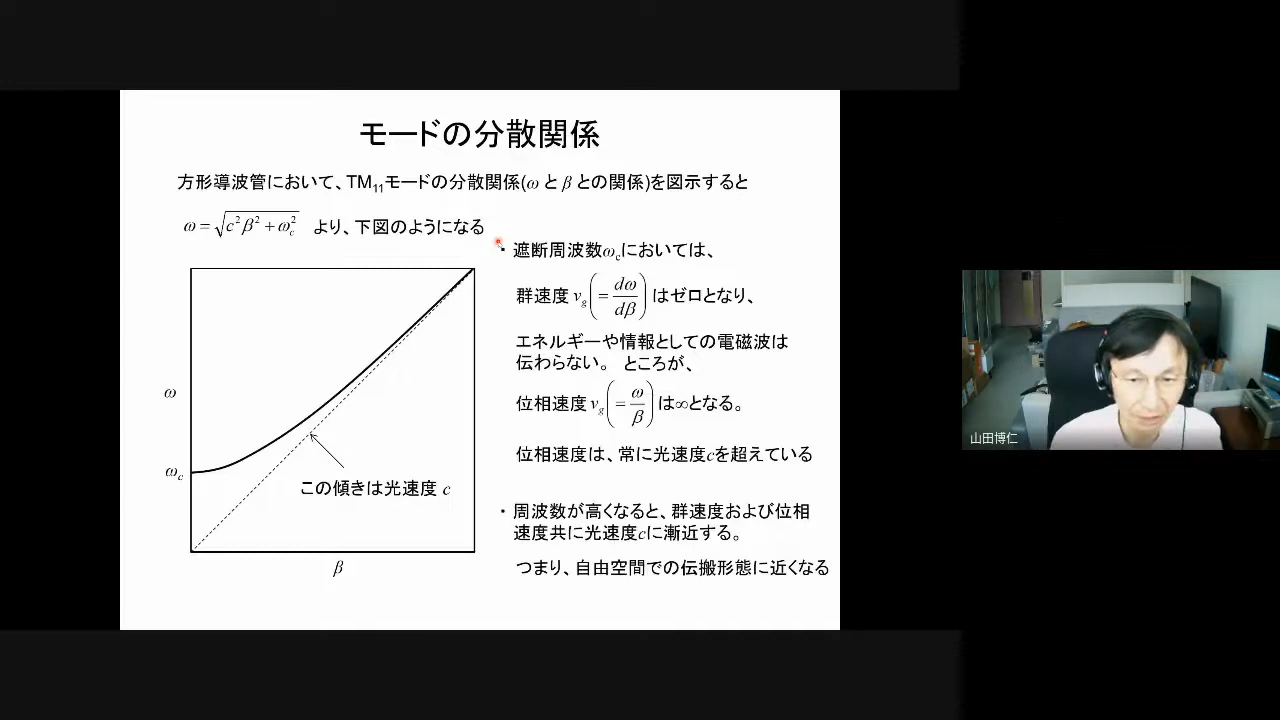 モードの分散関係
方形導波管において、TM11モードの分散関係(ω と β との関係)を図示すると
ω = √c²β² + ωc² より、下図のようになる
・遮断周波数ωcにおいては、
群速度 vg(= dω/dβ) はゼロとなり、
エネルギーや情報としての電磁波は
伝わらない。 ところが、
位相速度 vg(= ω/β) は∞となる。
位相速度は、常に光速度cを超えている
・周波数が高くなると、群速度および位相
速度共に光速度cに漸近する。
つまり、自由空間での伝搬形態に近くなる
ω
ωc
この傾きは光速度 c
β
山田博仁